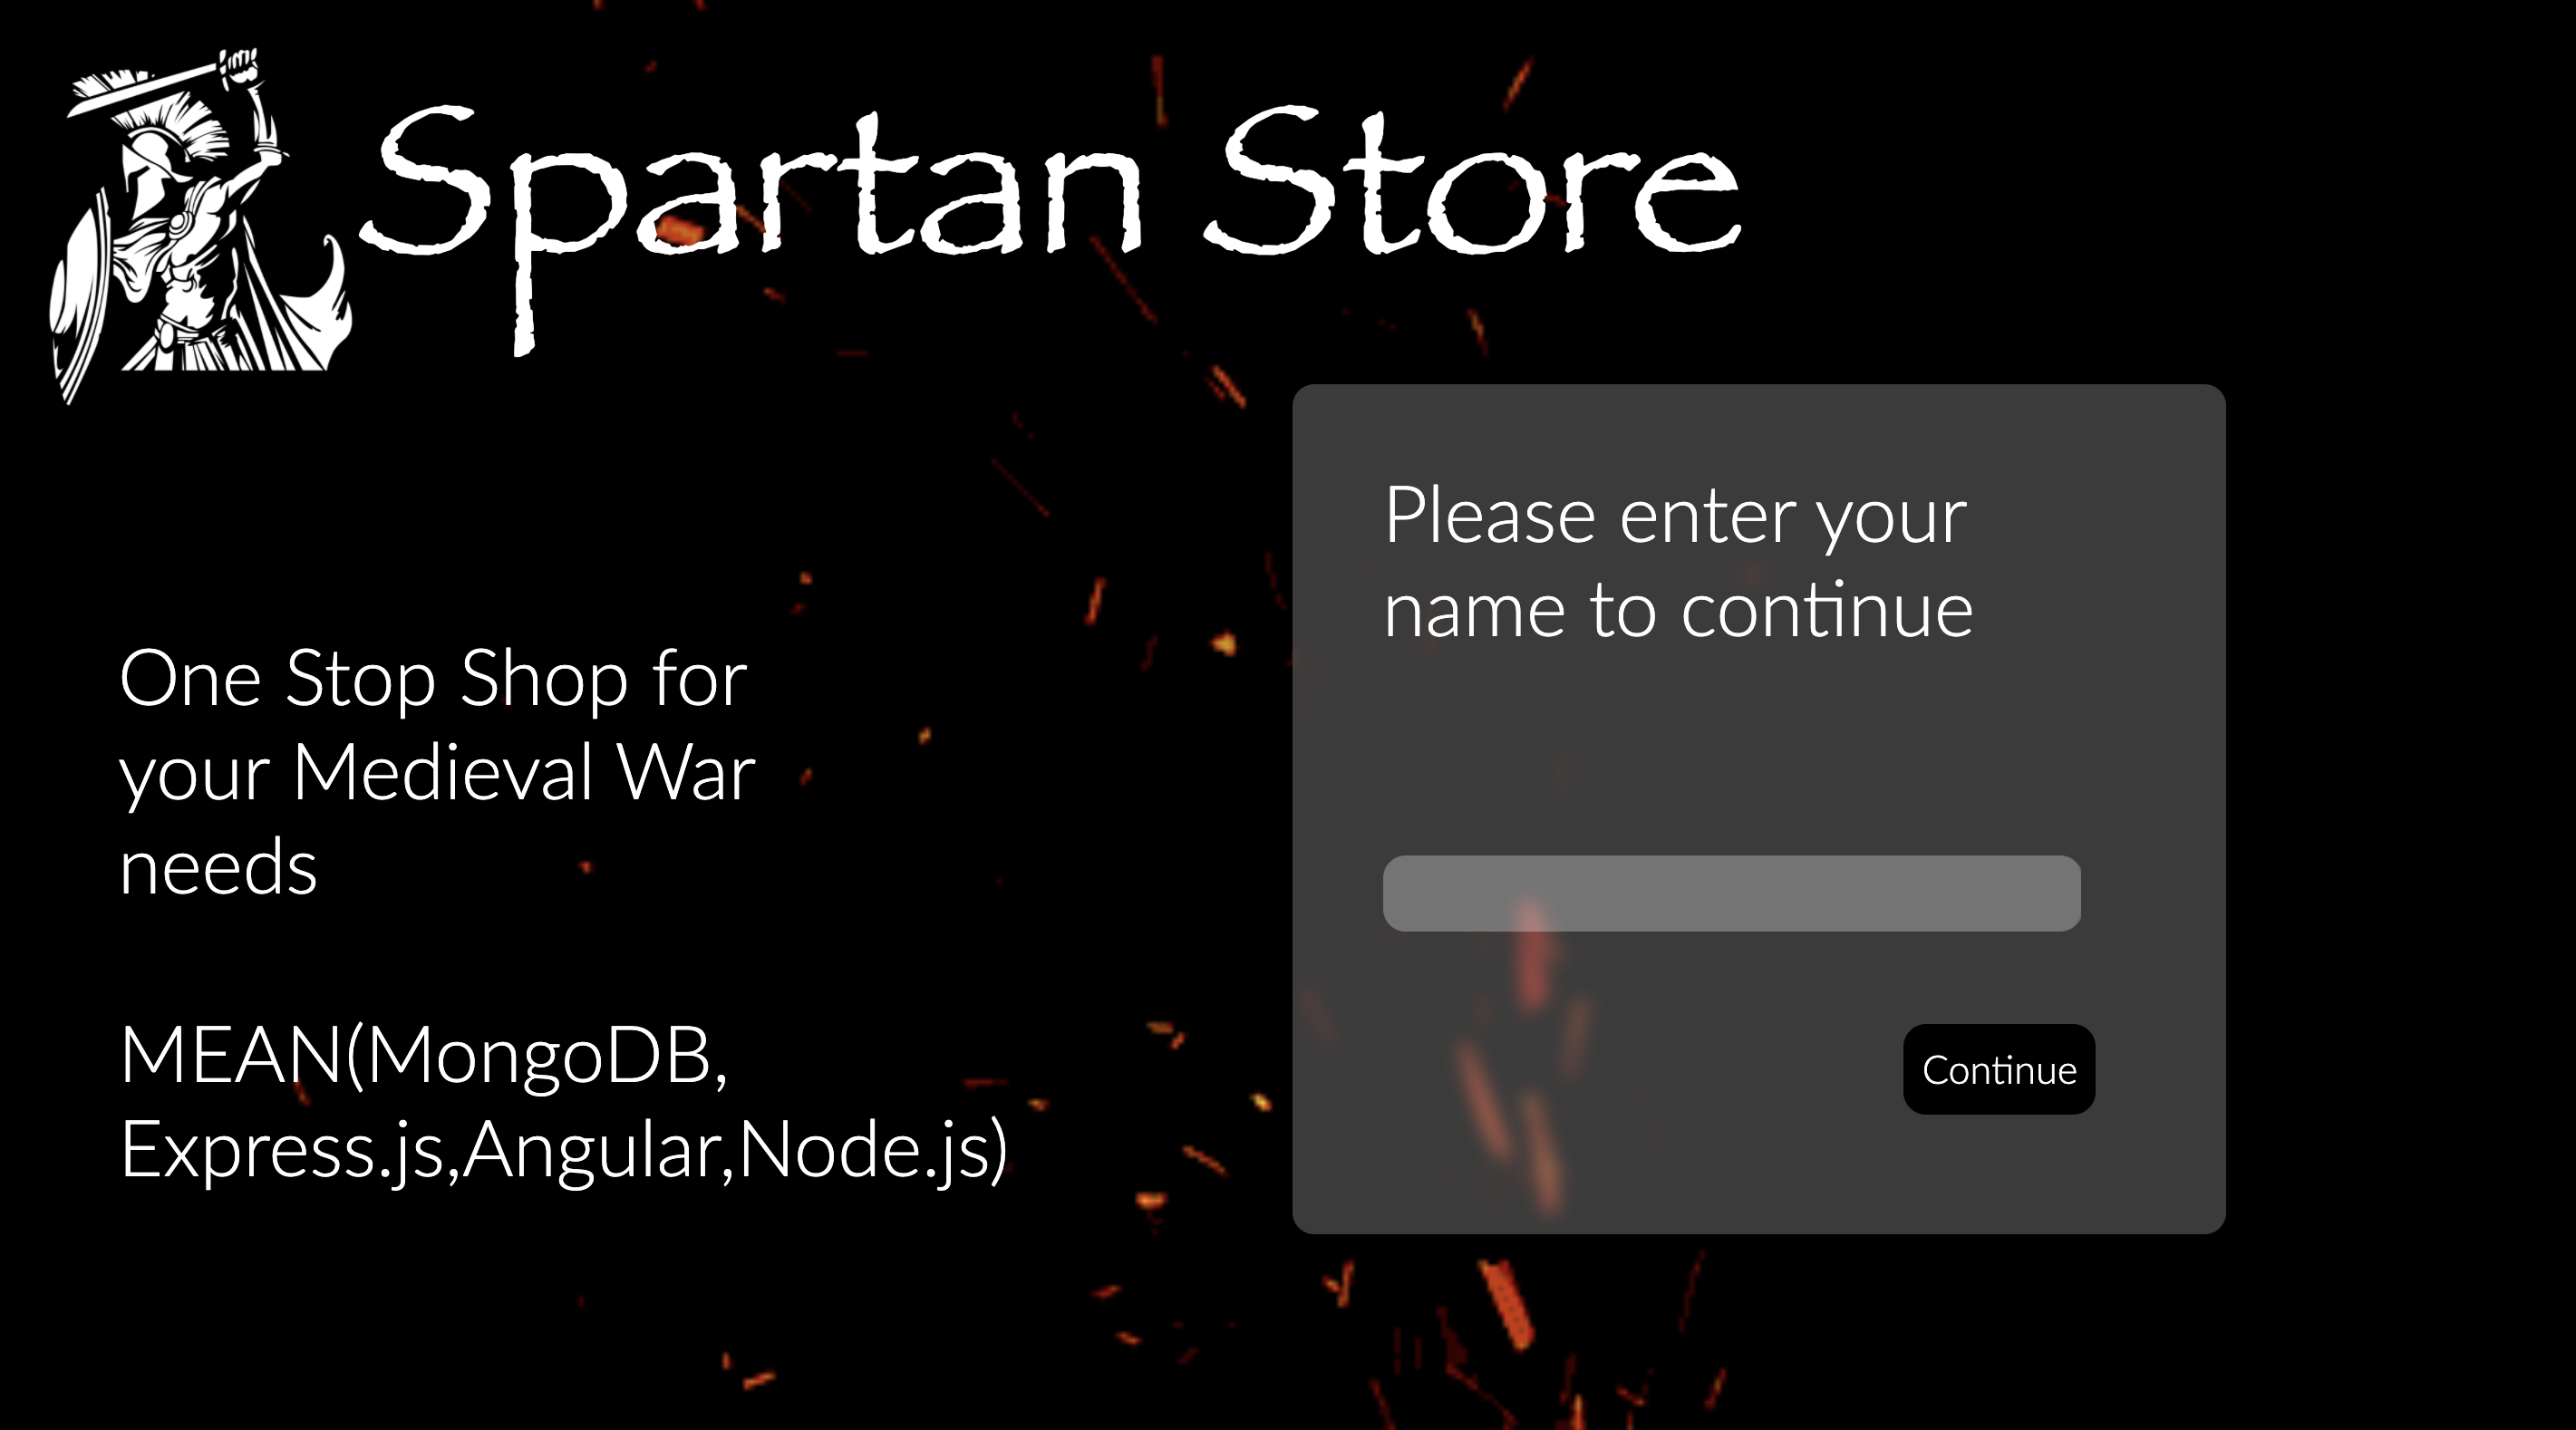 Spartan Store
One Stop Shop for
your Medieval War
needs
MEAN(MongoDB,
Express.js,Angular,Node.js)
Please enter your
name to continue
Continue